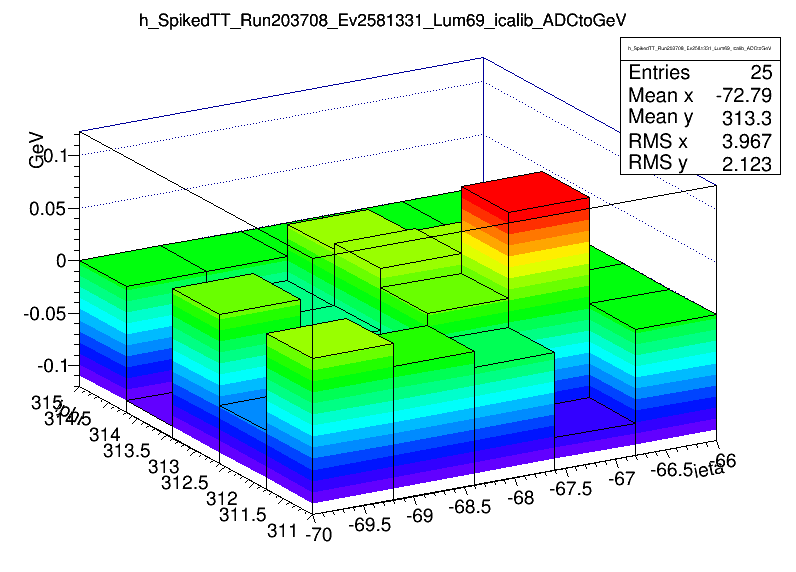 h_SpikedTT_Run203708_Ev2581331_Lum69_icalib_ADCtoGeV
h_SpikedTT_Run203708_Ev2581331_Lum69_icalib_ADCtoGeV
Entries 25
Mean x -72.79
Mean y 313.3
RMS x 3.967
RMS y 2.123
GeV
0.1
0.05
0
-0.05
-0.1
315
314.5
314
313.5
313
312.5
312
311.5
311
-70
-69.5
-69
-68.5
-68
-67.5
-67
-66.5
-66
ieta